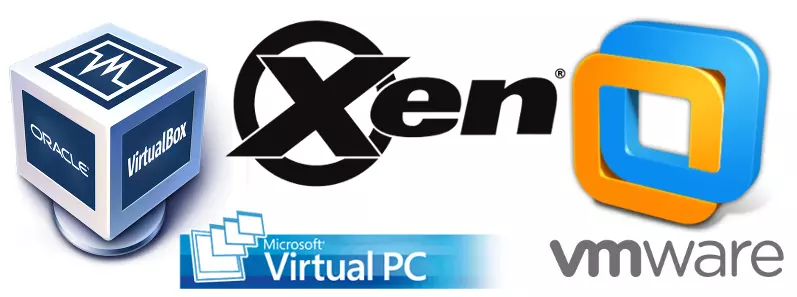 ORACLE
VirtualBox
Xen®
Microsoft®
Virtual PC
vmware